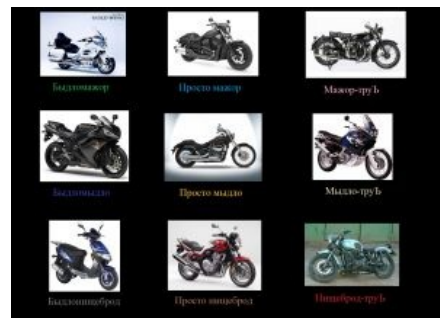 Быдломажор
Просто мажор
Мажор-труЪ
Быдломыдло
Просто мыдло
Мыдло-труЪ
Быдлонищеброд
Просто нищеброд
Нищеброд-труЪ